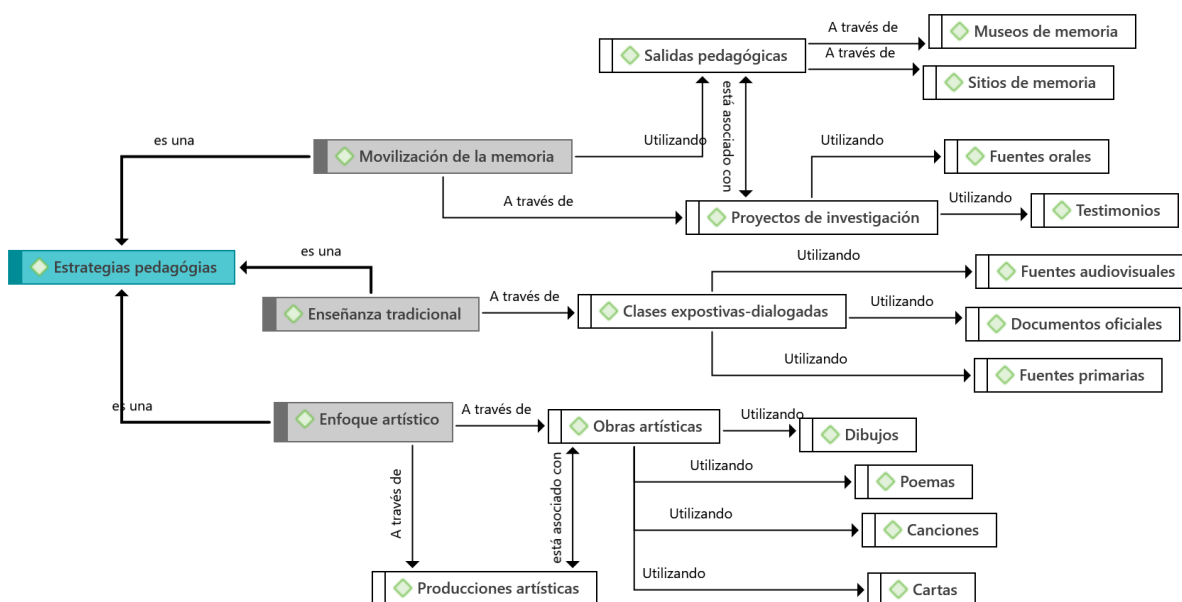 A través de
Museos de memoria
Salidas pedagógicas
A través de
Sitios de memoria
está asociado con
es una
Movilización de la memoria
Utilizando
Utilizando
Fuentes orales
A través de
Proyectos de investigación
Utilizando
Testimonios
Estrategias pedagógias
es una
Utilizando
Fuentes audiovisuales
Enseñanza tradicional
A través de
Clases expostivas-dialogadas
Utilizando
Documentos oficiales
Utilizando
Fuentes primarias
es una
Enfoque artístico
A través de
Obras artísticas
Utilizando
Dibujos
Utilizando
Poemas
A través de
está asociado con
Utilizando
Canciones
Producciones artísticas
Utilizando
Cartas